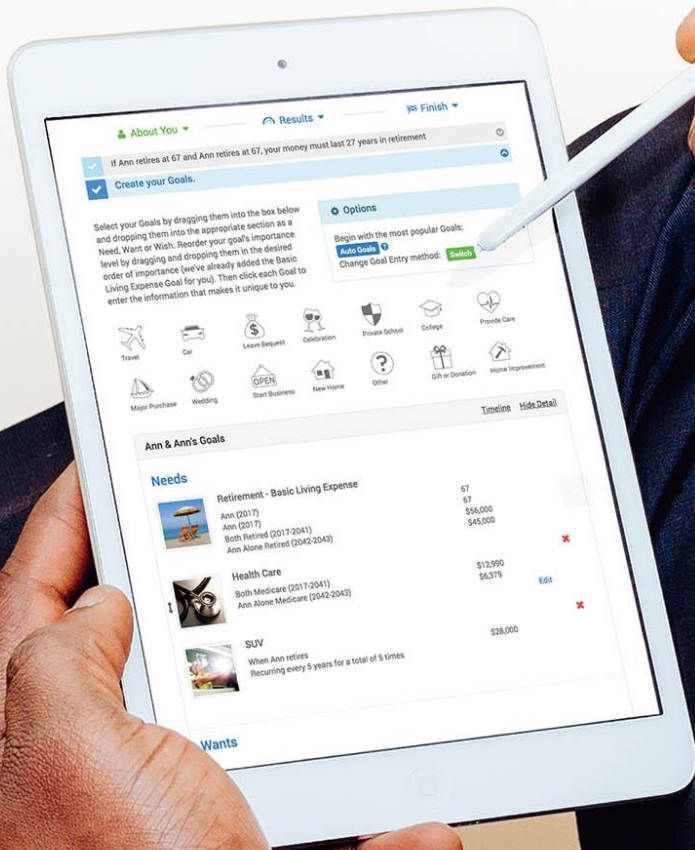 About You
Results
Finish
If Ann retires at 67 and Ann retires at 67, your money must last 27 years in retirement
Create your Goals.
Select your Goals by dragging them into the box below
and dropping them into the appropriate section as a
Need, Want or Wish. Reorder your goal's importance
level by dragging and dropping them in the desired
order of importance (we've already added the Basic
Living Expense Goal for you). Then click each Goal to
enter the information that makes it unique to you.
Options
Begin with the most popular Goals:
Auto Goals ?
Change Goal Entry method: Switch
Travel
Car
$
Leave Bequest
Celebration
Private School
College
Provide Care
Major Purchase
Wedding
OPEN
Start Business
New Home
?
Other
Gift or Donation
Home Improvement
Ann & Ann's Goals
Timeline Hide Detail
Needs
Retirement - Basic Living Expense
Ann (2017) 67
Ann (2017) 67
Both Retired (2017-2041) $56,000
Ann Alone Retired (2042-2043) $45,000
Health Care
Both Medicare (2017-2041) $12,990
Ann Alone Medicare (2042-2043) $6,379
Edit
SUV
When Ann retires $28,000
Recurring every 5 years for a total of 5 times
Wants